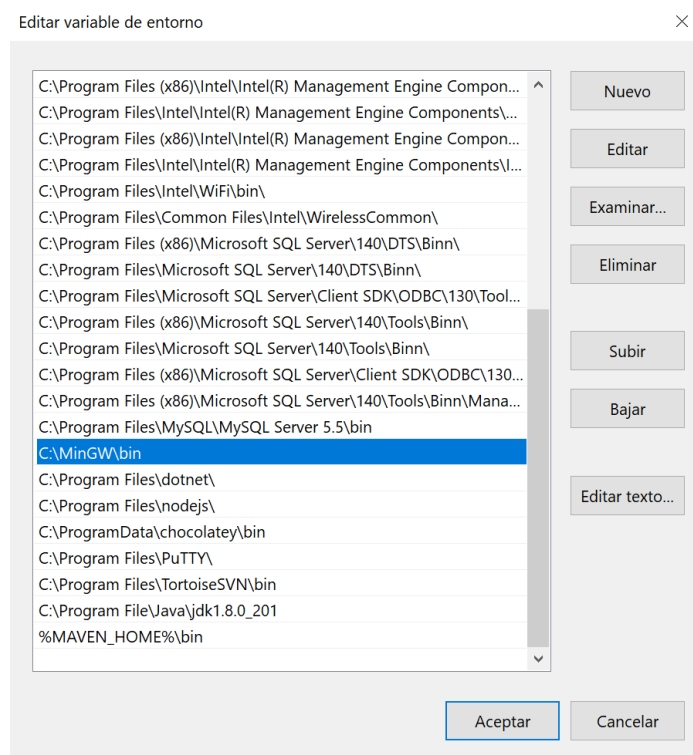 Editar variable de entorno
C:\Program Files (x86)\Intel\Intel(R) Management Engine Compon...
C:\Program Files\Intel\Intel(R) Management Engine Components\...
C:\Program Files (x86)\Intel\Intel(R) Management Engine Compon...
C:\Program Files\Intel\Intel(R) Management Engine Components\I...
C:\Program Files\Intel\WiFi\bin\
C:\Program Files\Common Files\Intel\WirelessCommon\
C:\Program Files (x86)\Microsoft SQL Server\140\DTS\Binn\
C:\Program Files\Microsoft SQL Server\140\DTS\Binn\
C:\Program Files\Microsoft SQL Server\Client SDK\ODBC\130\Tool...
C:\Program Files (x86)\Microsoft SQL Server\140\Tools\Binn\
C:\Program Files\Microsoft SQL Server\140\Tools\Binn\
C:\Program Files (x86)\Microsoft SQL Server\Client SDK\ODBC\130...
C:\Program Files (x86)\Microsoft SQL Server\140\Tools\Binn\Mana...
C:\Program Files\MySQL\MySQL Server 5.5\bin
C:\MinGW\bin
C:\Program Files\dotnet\
C:\Program Files\nodejs\
C:\ProgramData\chocolatey\bin
C:\Program Files\PuTTY\
C:\Program Files\TortoiseSVN\bin
C:\Program File\Java\jdk1.8.0_201
%MAVEN_HOME%\bin
Nuevo
Editar
Examinar...
Eliminar
Subir
Bajar
Editar texto...
Aceptar
Cancelar